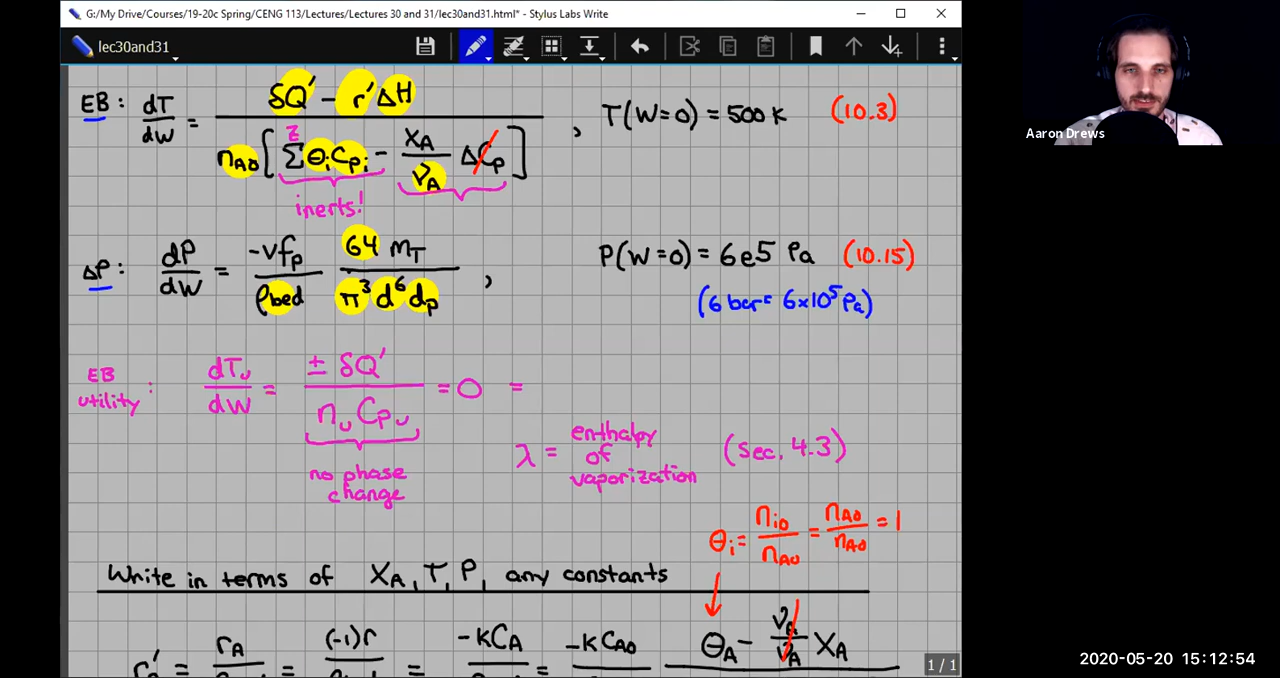 G:/My Drive/Courses/19-20c Spring/CENG 113/Lectures/Lectures 30 and 31/lec30and31.html* - Stylus Labs Write
lec30and31
EB: dT/dW = (δQ' - r'ΔH) / (n_A0 [Σ θ_i C_pi - X_A/ν_A ΔC_p]), T(W=0) = 500 K (10.3)
z
inerts!
ΔP: dP/dW = -v f_p / ρ_bed 64 m_T / (π³ d⁶ d_p), P(W=0) = 6e5 Pa (10.15)
(6 bar = 6×10⁵ Pa)
EB utility: dT_u/dW = ± δQ' / (n_u C_pu) = 0 =
no phase change
λ = enthalpy of vaporization (sec. 4.3)
θ_i = n_i0/n_A0 = n_A0/n_A0 = 1
Write in terms of X_A, T, P, any constants
θ_A - ν_A/ν_A X_A
r_A' = r_A = (-1)r = -kC_A = -kC_A0
1 / 1
Aaron Drews
2020-05-20 15:12:54